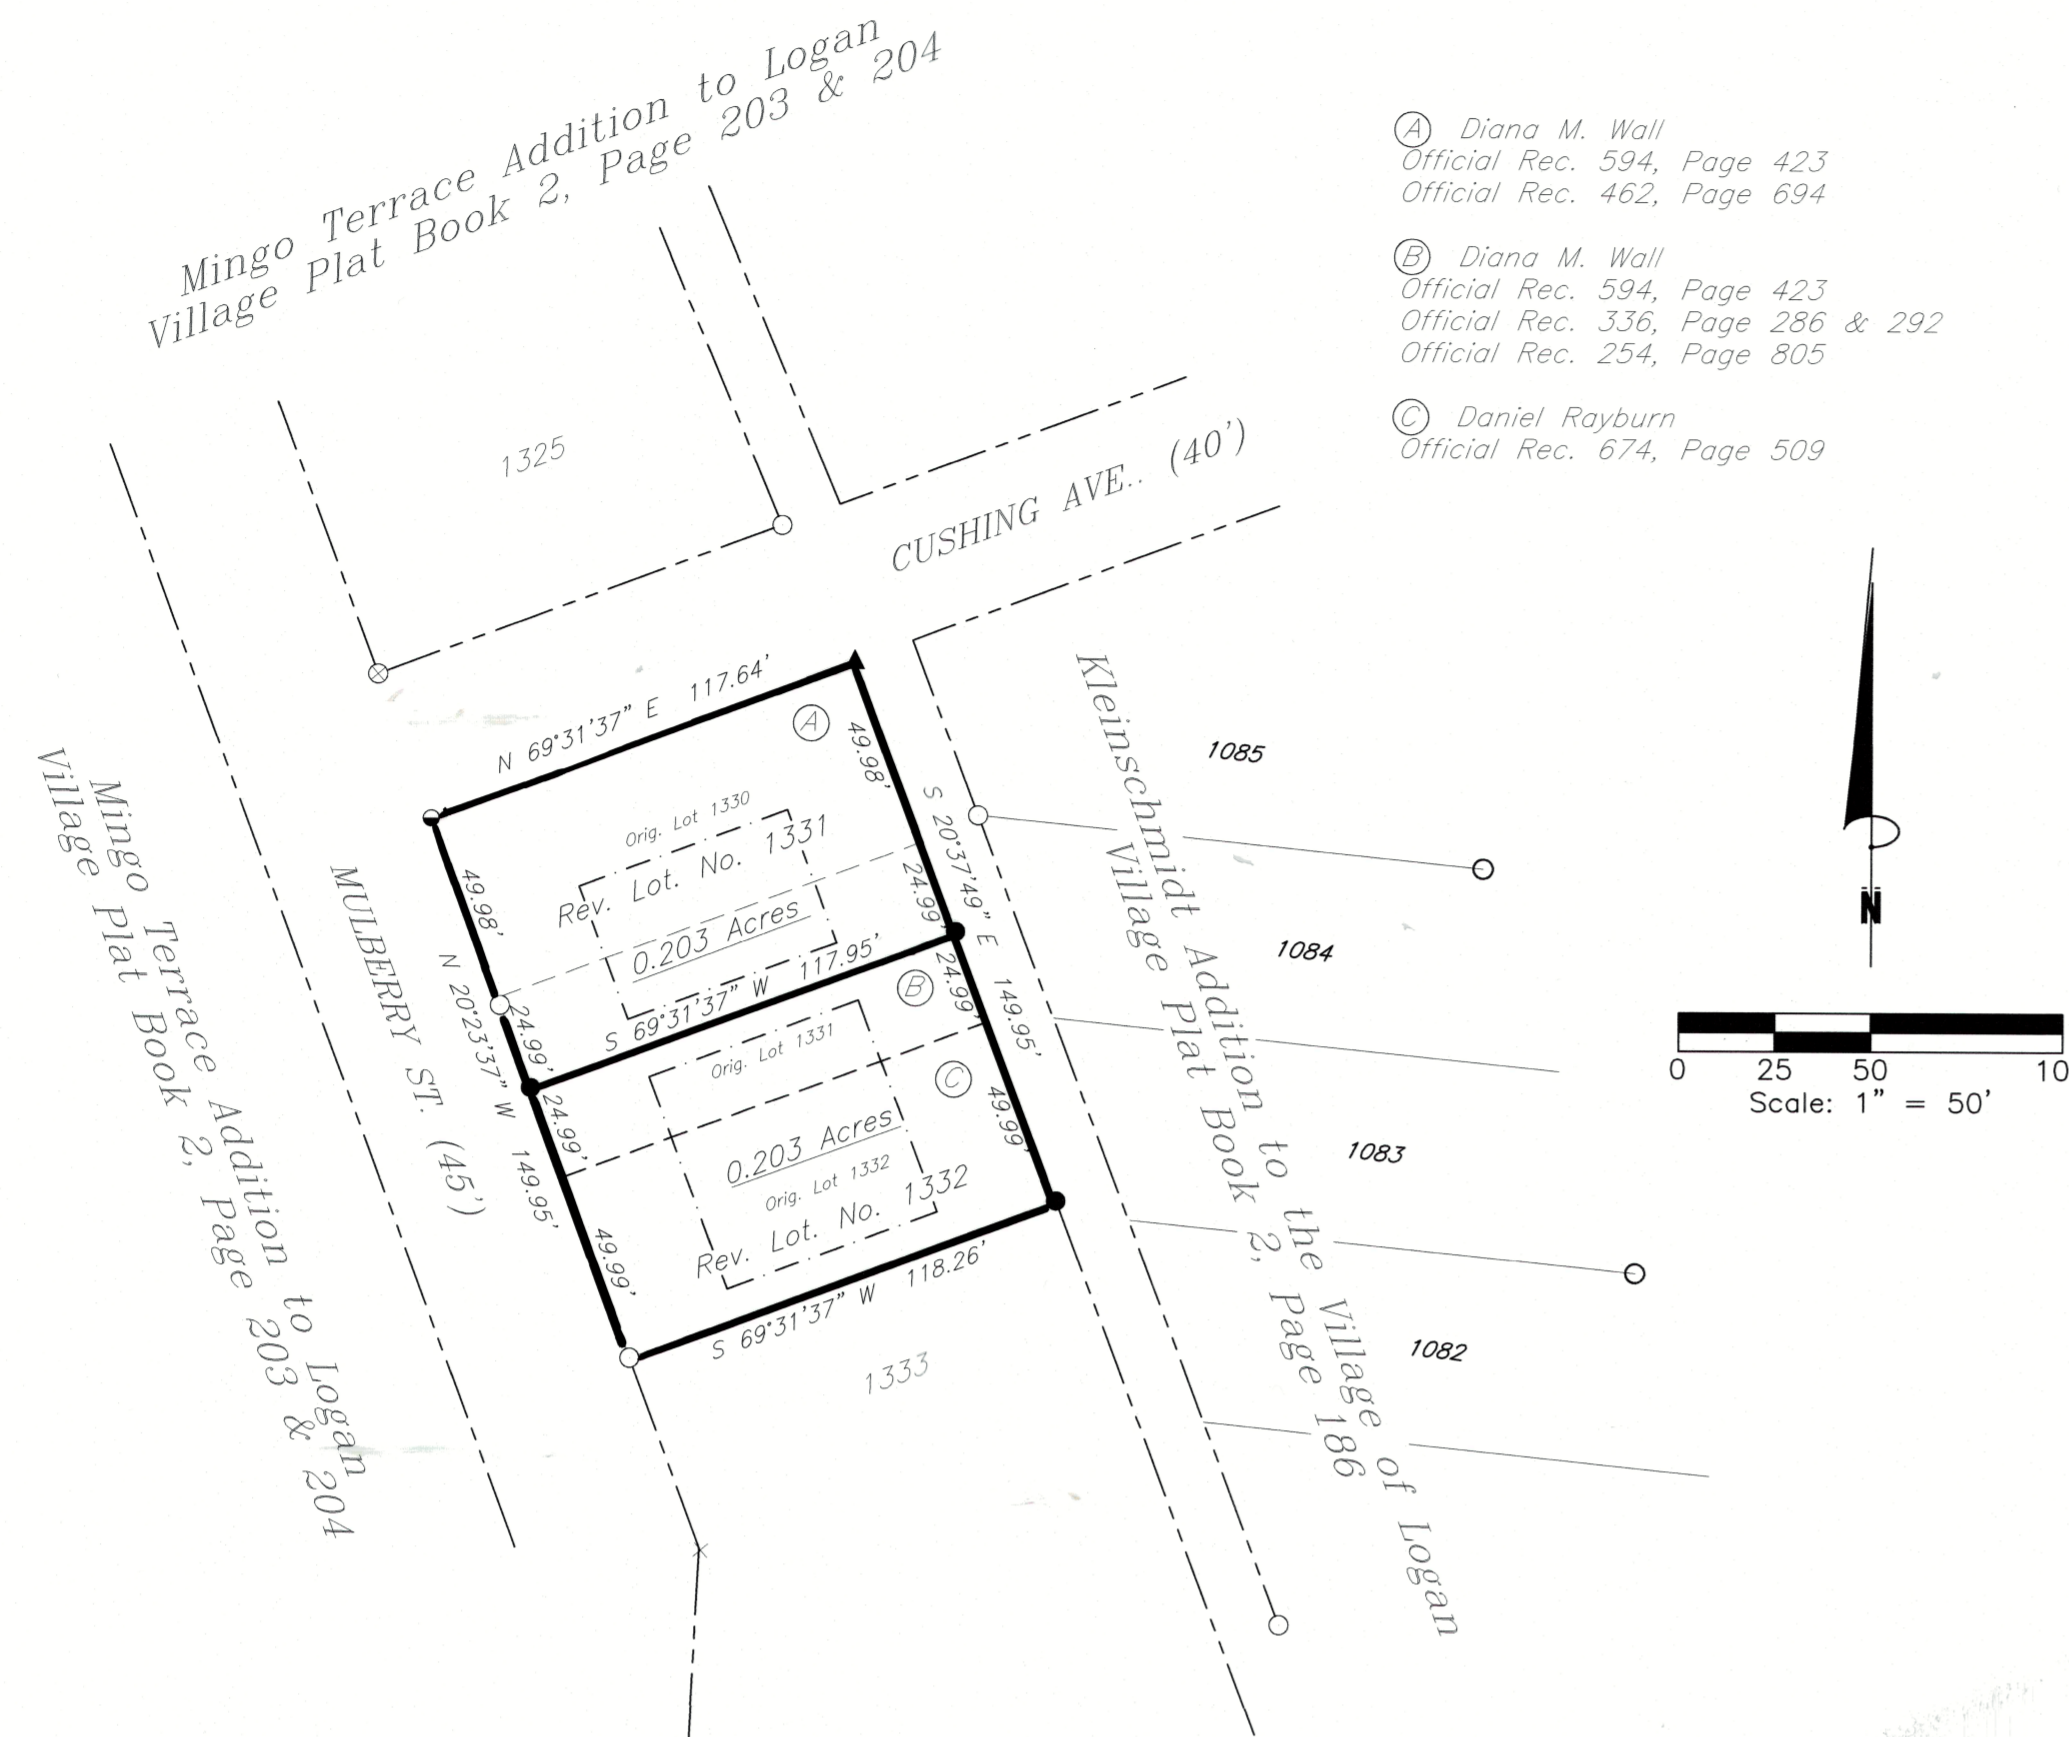 Mingo Terrace Addition to Logan
Village Plat Book 2, Page 203 & 204
Ⓐ Diana M. Wall
Official Rec. 594, Page 423
Official Rec. 462, Page 694
Ⓑ Diana M. Wall
Official Rec. 594, Page 423
Official Rec. 336, Page 286 & 292
Official Rec. 254, Page 805
Ⓒ Daniel Rayburn
Official Rec. 674, Page 509
1325
CUSHING AVE.. (40')
N 69°31'37" E 117.64'
Ⓐ
49.98'
S 20°37'49" E 149.95'
24.99'
24.99'
49.99'
Orig. Lot 1330
Rev. Lot. No. 1331
0.203 Acres
S 69°31'37" W 117.95'
49.98'
N 20°23'37" W 149.95'
24.99'
24.99'
49.99'
Ⓑ
Orig. Lot 1331
Ⓒ
0.203 Acres
Orig. Lot 1332
Rev. Lot. No. 1332
S 69°31'37" W 118.26'
1333
MULBERRY ST. (45')
Mingo Terrace Addition to Logan
Village Plat Book 2, Page 203 & 204
Kleinschmidt Addition to the Village of Logan
Village Plat Book 2, Page 186
1085
1084
1083
1082
N
0 25 50 10
Scale: 1" = 50'